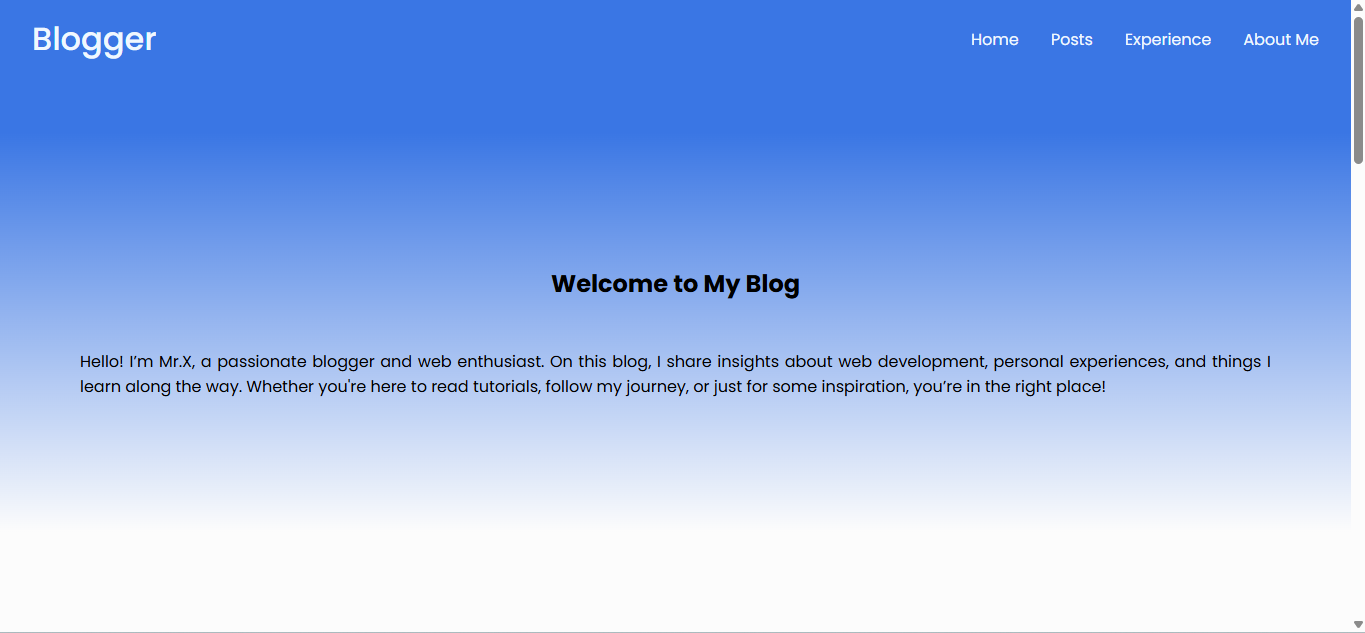 Blogger
Home Posts Experience About Me
Welcome to My Blog
Hello! I’m Mr.X, a passionate blogger and web enthusiast. On this blog, I share insights about web development, personal experiences, and things I
learn along the way. Whether you're here to read tutorials, follow my journey, or just for some inspiration, you’re in the right place!